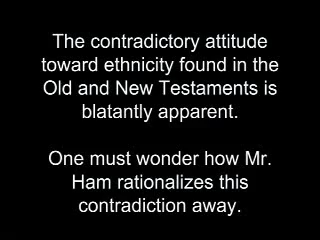 The contradictory attitude
toward ethnicity found in the
Old and New Testaments is
blatantly apparent.
One must wonder how Mr.
Ham rationalizes this
contradiction away.